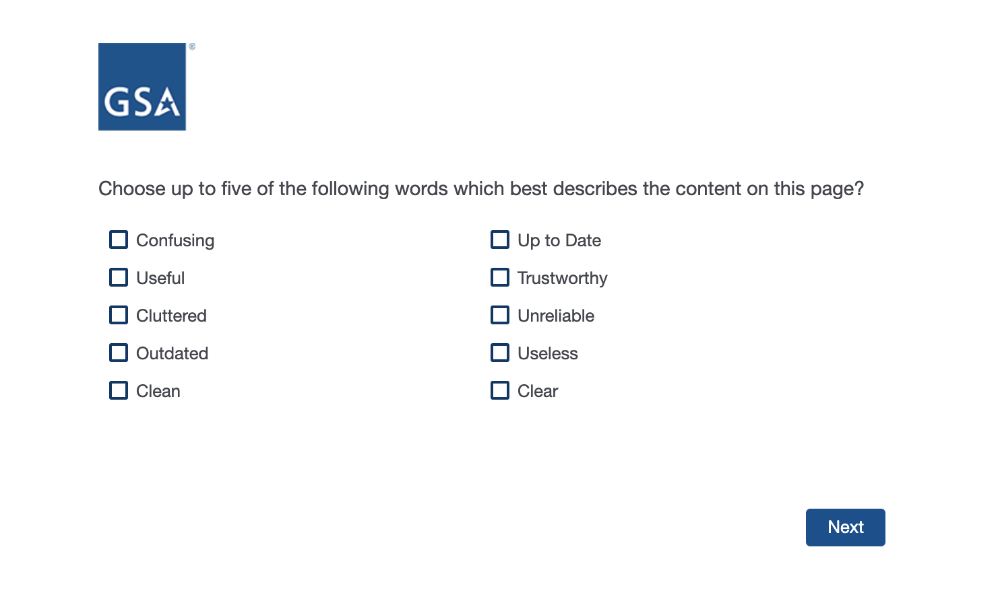 GSA
®
Choose up to five of the following words which best describes the content on this page?
Confusing
Useful
Cluttered
Outdated
Clean
Up to Date
Trustworthy
Unreliable
Useless
Clear
Next